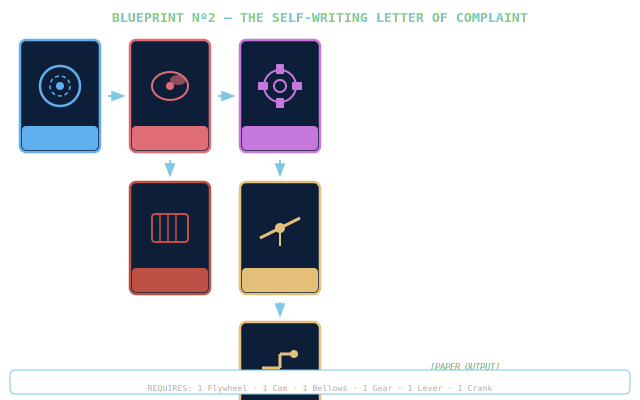 BLUEPRINT Nº2 — THE SELF-WRITING LETTER OF COMPLAINT
[PAPER OUTPUT]
REQUIRES: 1 Flywheel · 1 Cam · 1 Bellows · 1 Gear · 1 Lever · 1 Crank